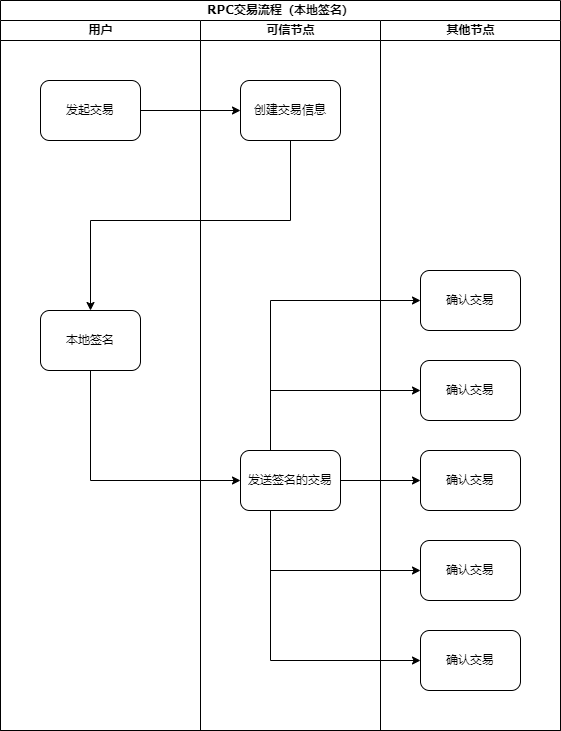 RPC交易流程（本地签名）
用户
可信节点
其他节点
发起交易
创建交易信息
确认交易
本地签名
确认交易
发送签名的交易
确认交易
确认交易
确认交易